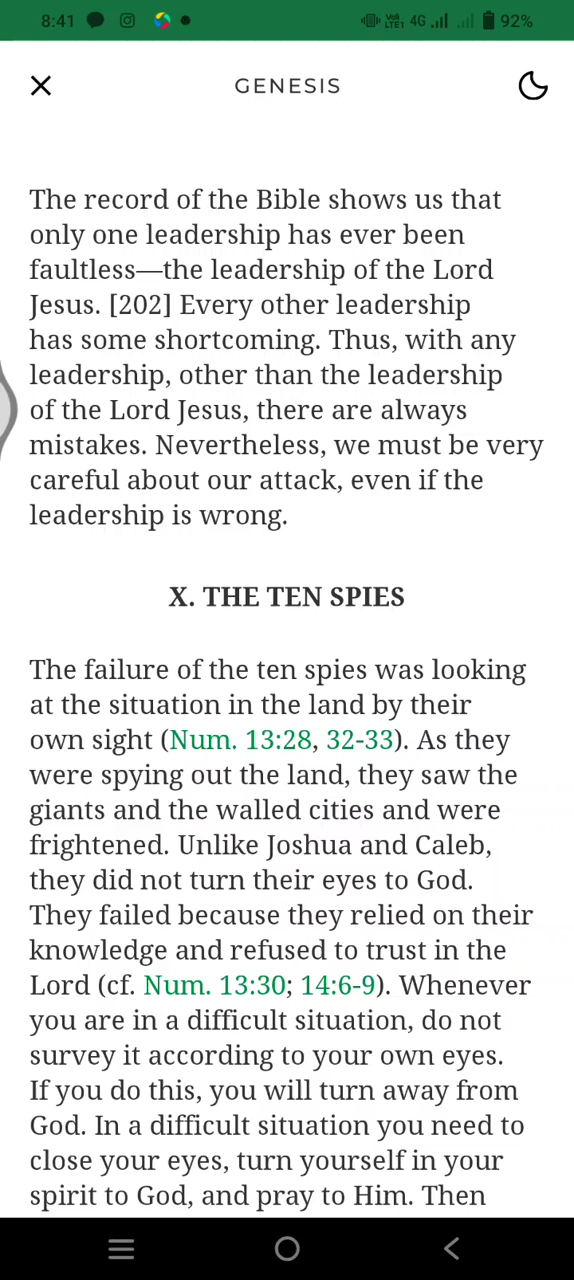 8:41
VoLTE1 4G 92%
GENESIS
The record of the Bible shows us that
only one leadership has ever been
faultless—the leadership of the Lord
Jesus. [202] Every other leadership
has some shortcoming. Thus, with any
leadership, other than the leadership
of the Lord Jesus, there are always
mistakes. Nevertheless, we must be very
careful about our attack, even if the
leadership is wrong.
X. THE TEN SPIES
The failure of the ten spies was looking
at the situation in the land by their
own sight (Num. 13:28, 32-33). As they
were spying out the land, they saw the
giants and the walled cities and were
frightened. Unlike Joshua and Caleb,
they did not turn their eyes to God.
They failed because they relied on their
knowledge and refused to trust in the
Lord (cf. Num. 13:30; 14:6-9). Whenever
you are in a difficult situation, do not
survey it according to your own eyes.
If you do this, you will turn away from
God. In a difficult situation you need to
close your eyes, turn yourself in your
spirit to God, and pray to Him. Then